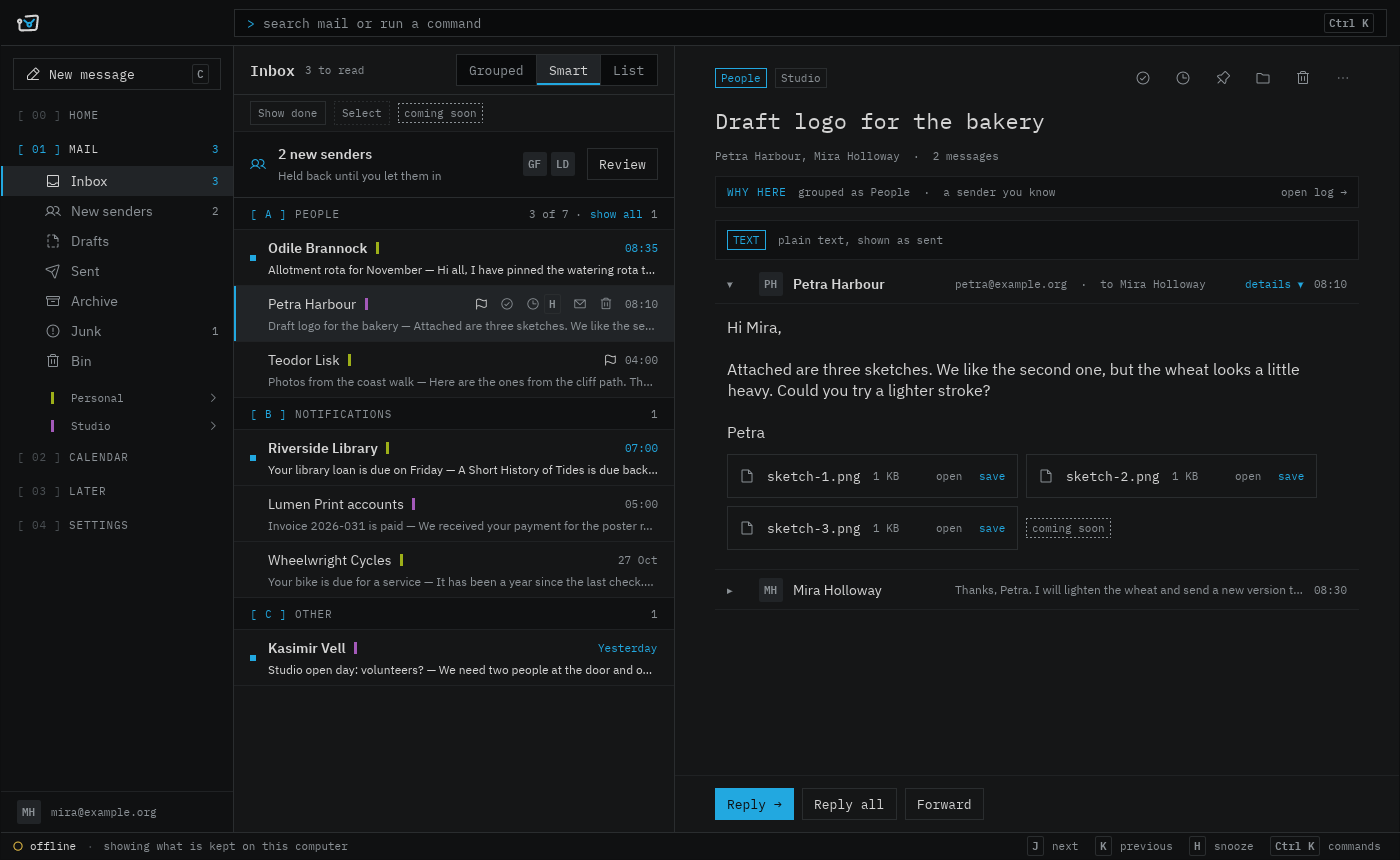 > search mail or run a command Ctrl K
New message C
[ 00 ] HOME
[ 01 ] MAIL 3
Inbox 3
New senders 2
Drafts
Sent
Archive
Junk 1
Bin
Personal
Studio
[ 02 ] CALENDAR
[ 03 ] LATER
[ 04 ] SETTINGS
MH mira@example.org
Inbox 3 to read Grouped Smart List
Show done Select coming soon
2 new senders
Held back until you let them in
GF LD Review
[ A ] PEOPLE 3 of 7 · show all 1
Odile Brannock 08:35
Allotment rota for November — Hi all, I have pinned the watering rota t…
Petra Harbour H 08:10
Draft logo for the bakery — Attached are three sketches. We like the se…
Teodor Lisk 04:00
Photos from the coast walk — Here are the ones from the cliff path. Th…
[ B ] NOTIFICATIONS 1
Riverside Library 07:00
Your library loan is due on Friday — A Short History of Tides is due back…
Lumen Print accounts 05:00
Invoice 2026-031 is paid — We received your payment for the poster r…
Wheelwright Cycles 27 Oct
Your bike is due for a service — It has been a year since the last check.…
[ C ] OTHER 1
Kasimir Vell Yesterday
Studio open day: volunteers? — We need two people at the door and o…
People Studio
Draft logo for the bakery
Petra Harbour, Mira Holloway · 2 messages
WHY HERE grouped as People · a sender you know open log →
TEXT plain text, shown as sent
▾ PH Petra Harbour petra@example.org · to Mira Holloway details ▾ 08:10
Hi Mira,
Attached are three sketches. We like the second one, but the wheat looks a little
heavy. Could you try a lighter stroke?
Petra
sketch-1.png 1 KB open save
sketch-2.png 1 KB open save
sketch-3.png 1 KB open save
coming soon
▸ MH Mira Holloway Thanks, Petra. I will lighten the wheat and send a new version t… 08:30
Reply → Reply all Forward
offline · showing what is kept on this computer
J next K previous H snooze Ctrl K commands